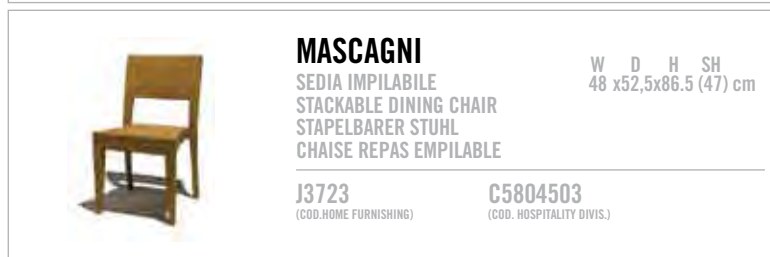 MASCAGNI
SEDIA IMPILABILE
STACKABLE DINING CHAIR
STAPELBARER STUHL
CHAISE REPAS EMPILABLE
W D H SH
48 x52,5x86.5 (47) cm
J3723
(COD.HOME FURNISHING)
C5804503
(COD. HOSPITALITY DIVIS.)